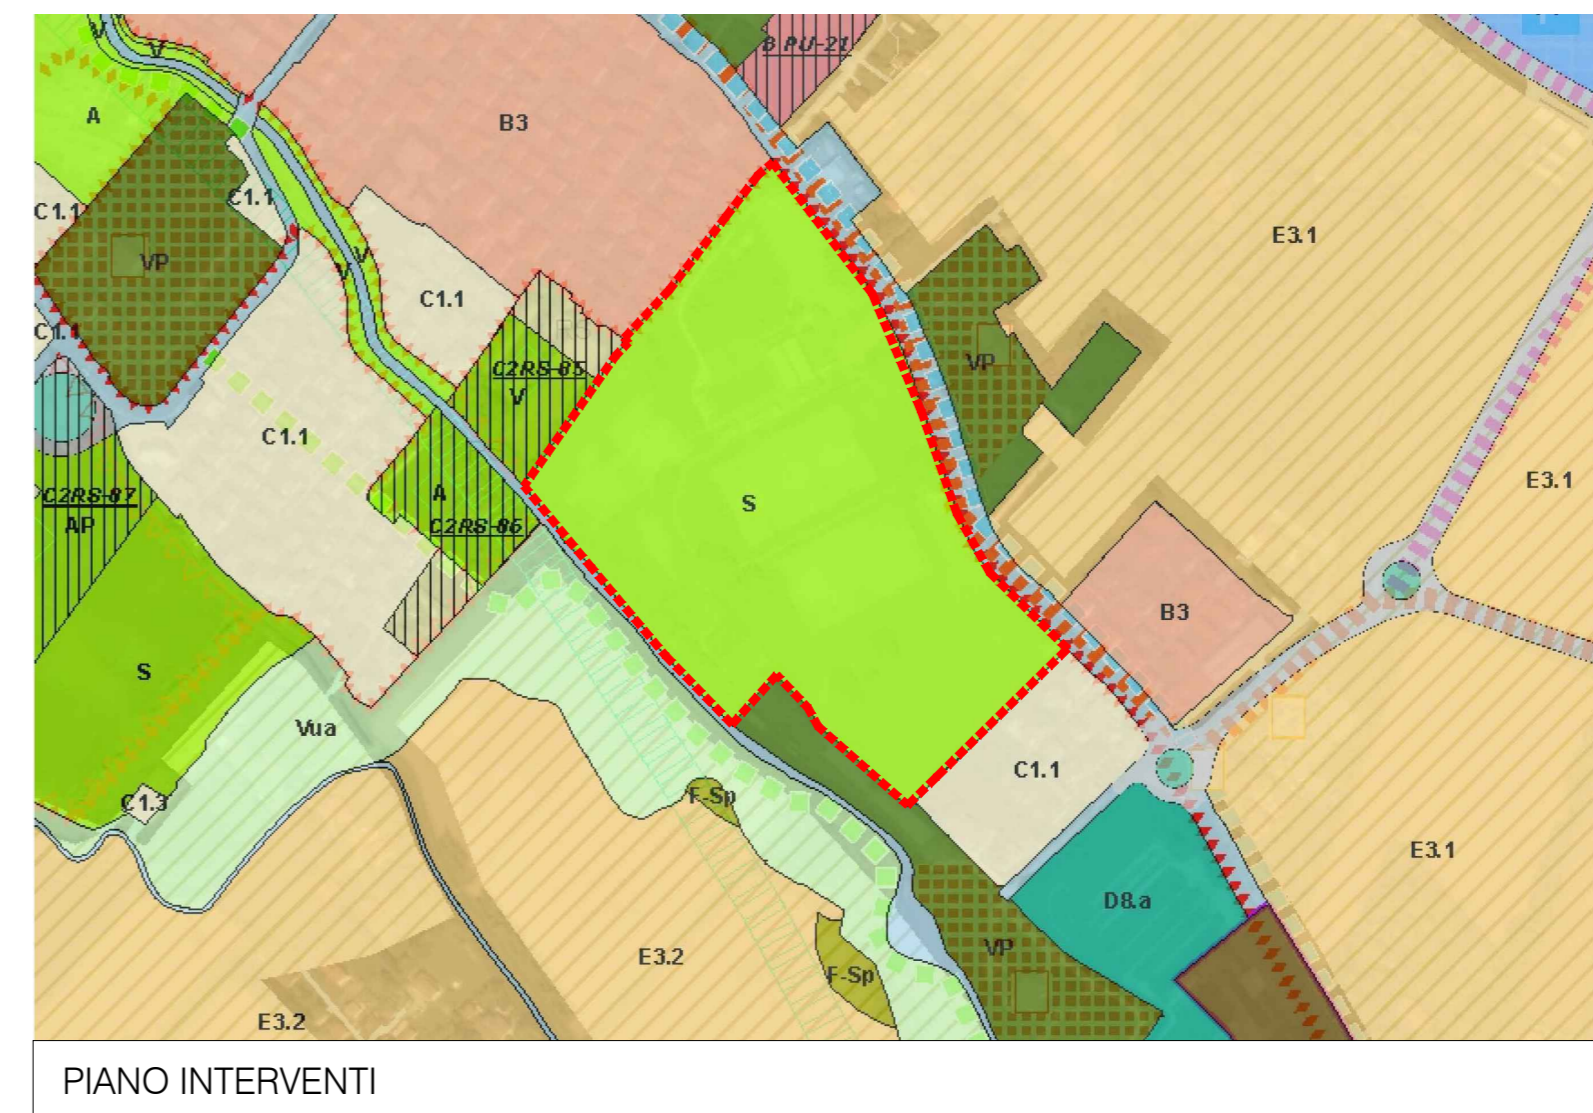 V
V
B PU-21
A
B3
C1.1
C1.1
E3.1
VP
V
V
C1.1
C1.1
VP
C2RS-85
V
C1.1
E3.1
C2RS-87
AP
A
C2RS-86
S
B3
S
Vua
C1.1
F-Sp
C1.3
E3.1
D8.a
VP
E3.2
F-Sp
E3.2
PIANO INTERVENTI